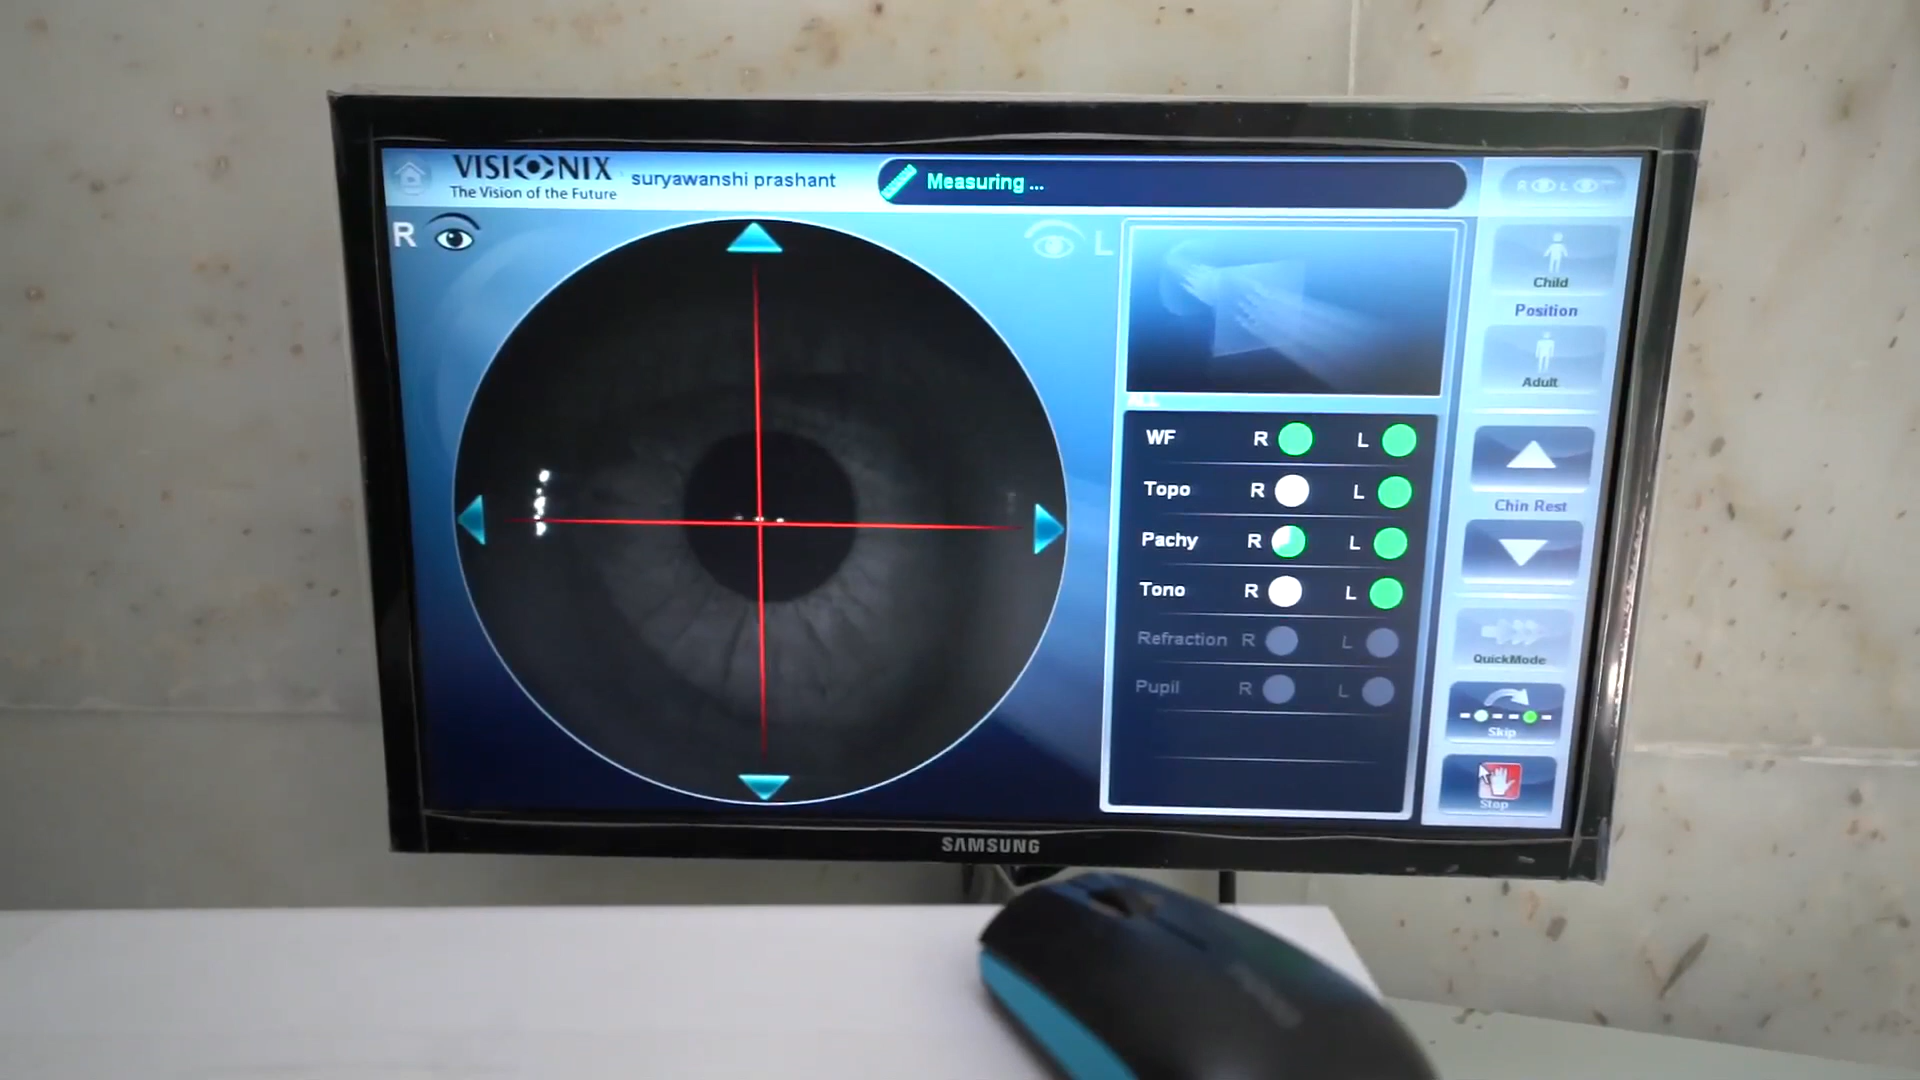 VISIONIX
The Vision of the Future
suryawanshi prashant
Measuring ...
R L
R
L
Child
Position
Adult
ALL
WF R L
Topo R L
Pachy R L
Tono R L
Refraction R L
Pupil R L
Chin Rest
QuickMode
Skip
Stop
SAMSUNG